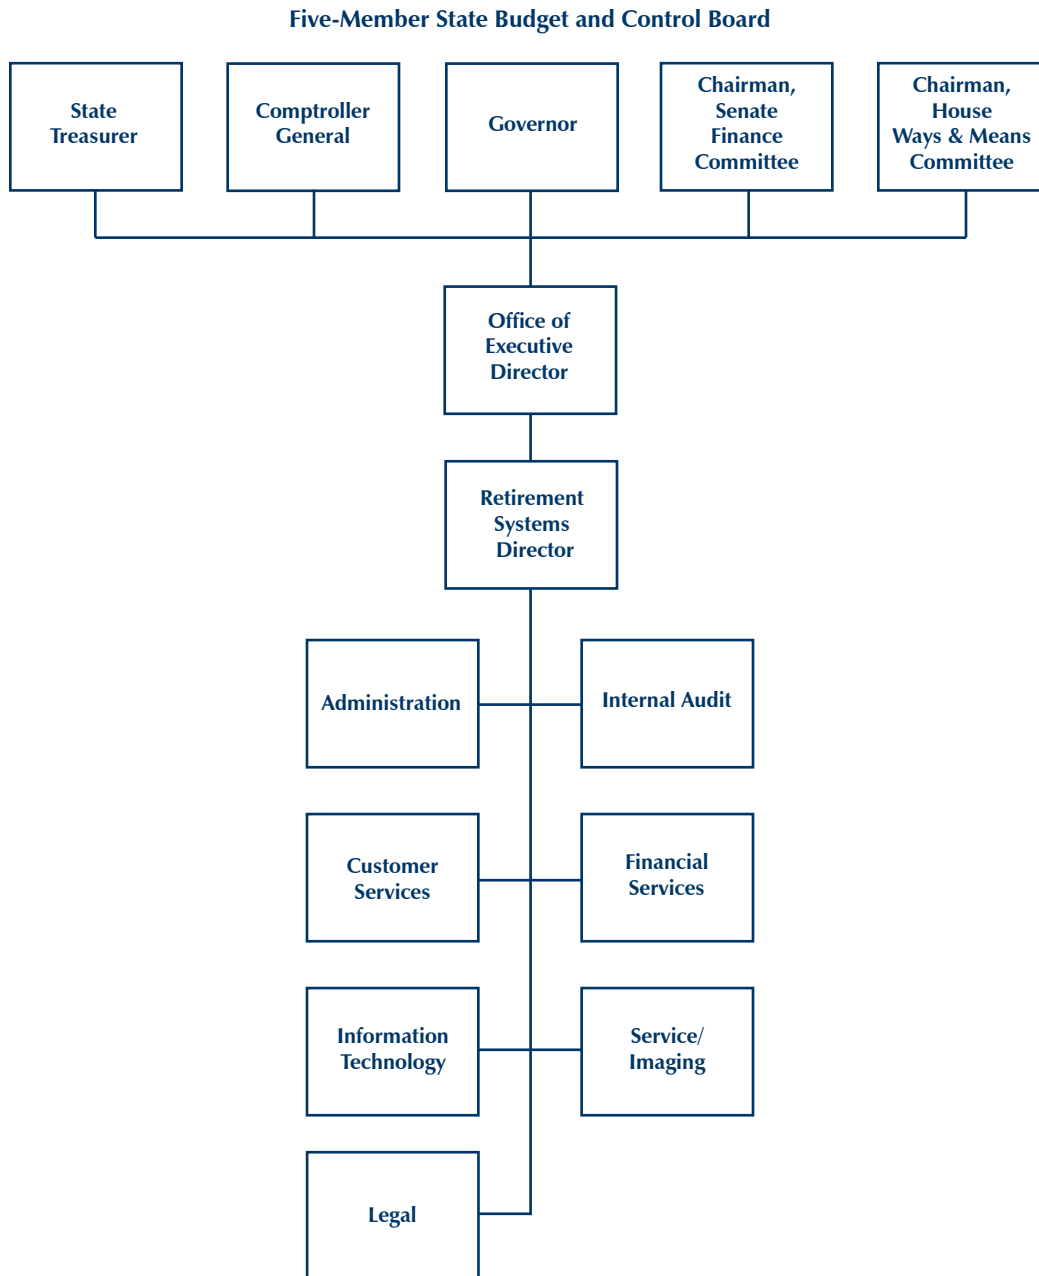 Five-Member State Budget and Control Board
State
Treasurer
Comptroller
General
Governor
Chairman,
Senate
Finance
Committee
Chairman,
House
Ways & Means
Committee
Office of
Executive
Director
Retirement
Systems
Director
Administration
Internal Audit
Customer
Services
Financial
Services
Information
Technology
Service/
Imaging
Legal